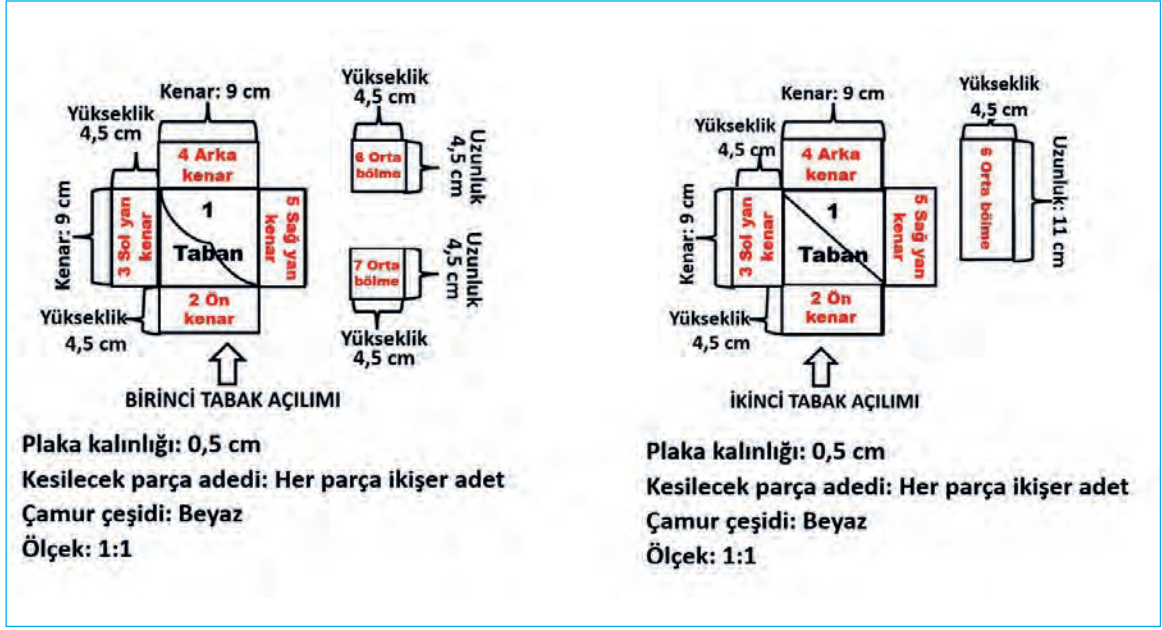 Kenar: 9 cm
Yükseklik
4,5 cm
4 Arka
kenar
Kenar: 9 cm
3 Sol yan
kenar
1
Taban
5 Sağ yan
kenar
2 Ön
kenar
Yükseklik
4,5 cm
Yükseklik
4,5 cm
6 Orta
bölme
Uzunluk
4,5 cm
7 Orta
bölme
Uzunluk
4,5 cm
Yükseklik
4,5 cm
BİRİNCİ TABAK AÇILIMI
Plaka kalınlığı: 0,5 cm
Kesilecek parça adedi: Her parça ikişer adet
Çamur çeşidi: Beyaz
Ölçek: 1:1
Kenar: 9 cm
Yükseklik
4,5 cm
4 Arka
kenar
Kenar: 9 cm
3 Sol yan
kenar
1
Taban
5 Sağ yan
kenar
2 Ön
kenar
Yükseklik
4,5 cm
Yükseklik
4,5 cm
6 Orta bölme
Uzunluk: 11 cm
İKİNCİ TABAK AÇILIMI
Plaka kalınlığı: 0,5 cm
Kesilecek parça adedi: Her parça ikişer adet
Çamur çeşidi: Beyaz
Ölçek: 1:1